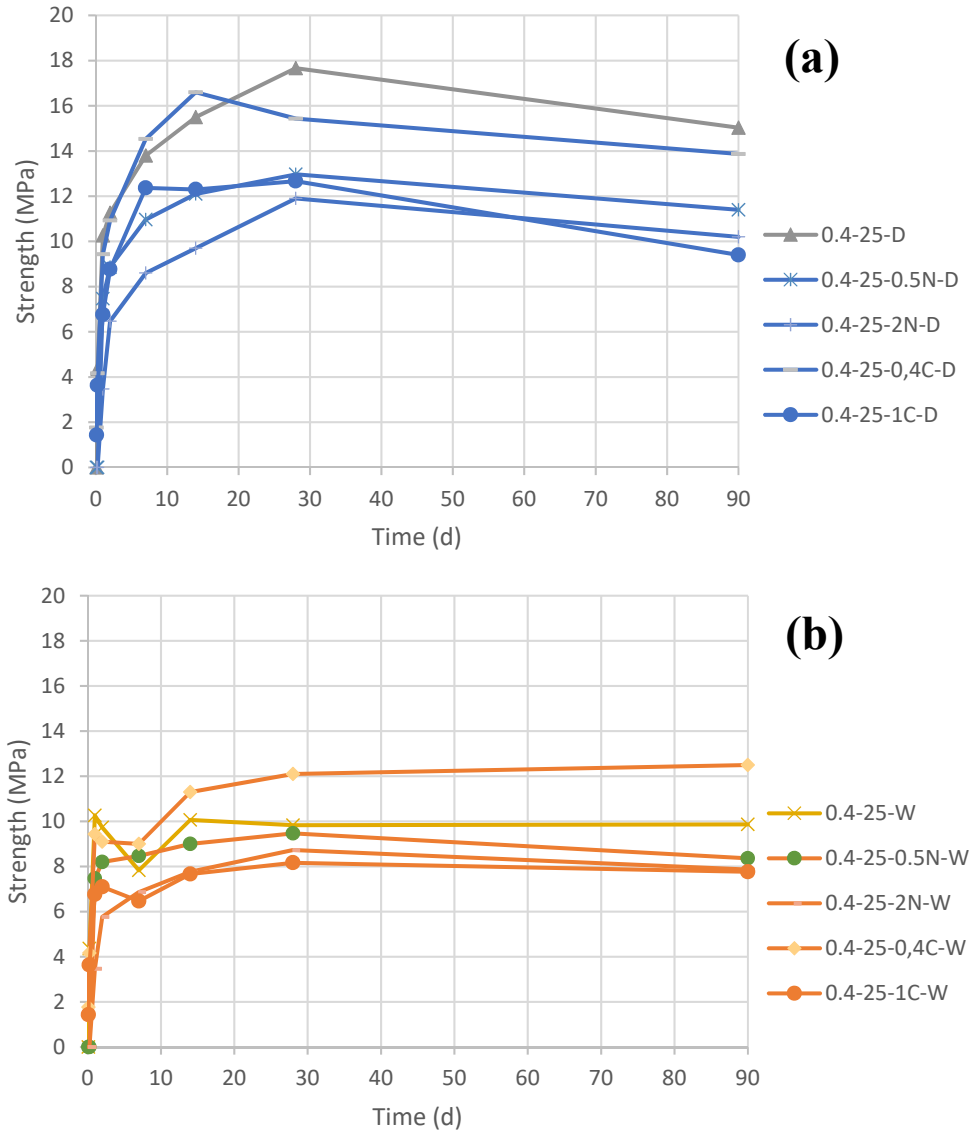 (a)
Strength (MPa)
20
18
16
14
12
10
8
6
4
2
0
0 10 20 30 40 50 60 70 80 90
Time (d)
0.4-25-D
0.4-25-0.5N-D
0.4-25-2N-D
0.4-25-0,4C-D
0.4-25-1C-D
(b)
Strength (MPa)
20
18
16
14
12
10
8
6
4
2
0
0 10 20 30 40 50 60 70 80 90
Time (d)
0.4-25-W
0.4-25-0.5N-W
0.4-25-2N-W
0.4-25-0,4C-W
0.4-25-1C-W